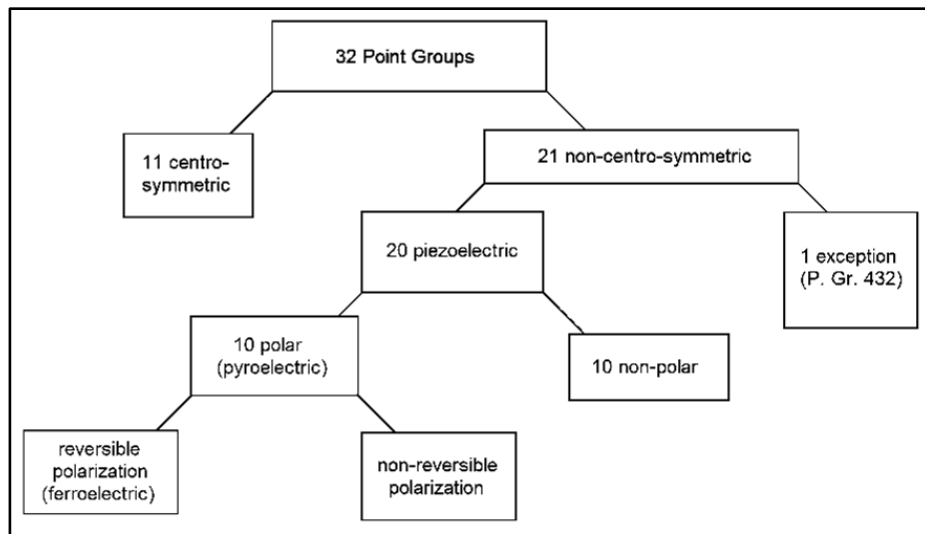 32 Point Groups
11 centro-
symmetric
21 non-centro-symmetric
20 piezoelectric
1 exception
(P. Gr. 432)
10 polar
(pyroelectric)
10 non-polar
reversible
polarization
(ferroelectric)
non-reversible
polarization